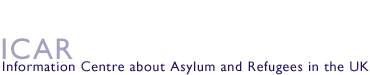 ICAR
Information Centre about Asylum and Refugees in the UK